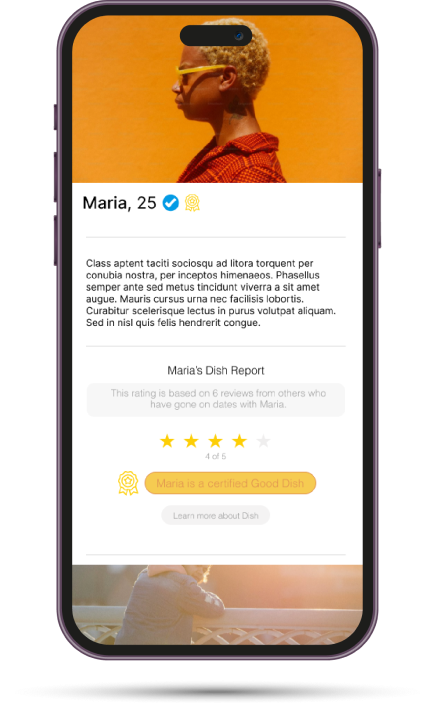 Maria, 25
Class aptent taciti sociosqu ad litora torquent per
conubia nostra, per inceptos himenaeos. Phasellus
semper ante sed metus tincidunt viverra a sit amet
augue. Mauris cursus urna nec facilisis lobortis.
Curabitur scelerisque lectus in purus volutpat aliquam.
Sed in nisl quis felis hendrerit congue.
Maria's Dish Report
This rating is based on 6 reviews from others who
have gone on dates with Maria.
4 of 5
Maria is a certified Good Dish
Learn more about Dish